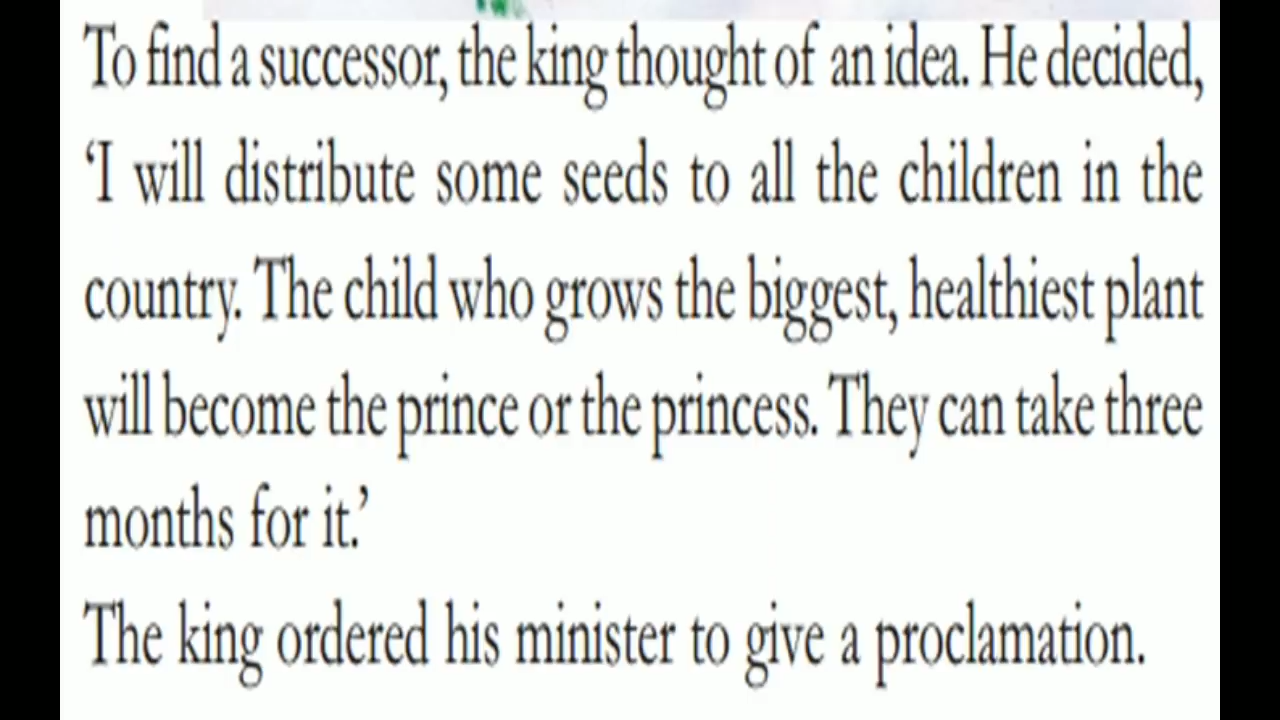 To find a successor, the king thought of an idea. He decided,
‘I will distribute some seeds to all the children in the
country. The child who grows the biggest, healthiest plant
will become the prince or the princess. They can take three
months for it.’
The king ordered his minister to give a proclamation.